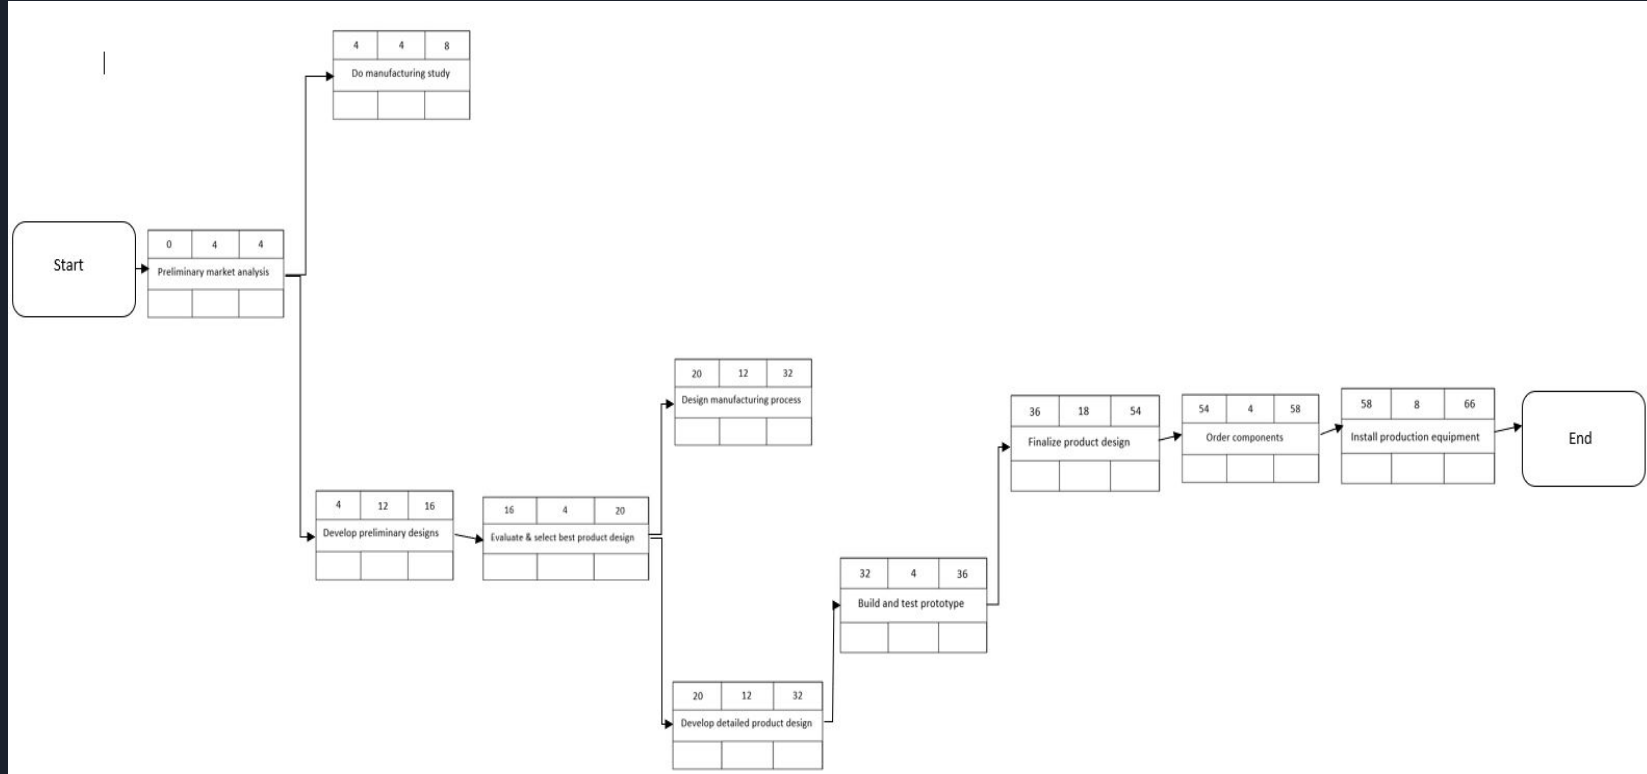 4 4 8
Do manufacturing study
Start
0 4 4
Preliminary market analysis
20 12 32
Design manufacturing process
4 12 16
Develop preliminary designs
16 4 20
Evaluate & select best product design
20 12 32
Develop detailed product design
32 4 36
Build and test prototype
36 18 54
Finalize product design
54 4 58
Order components
58 8 66
Install production equipment
End